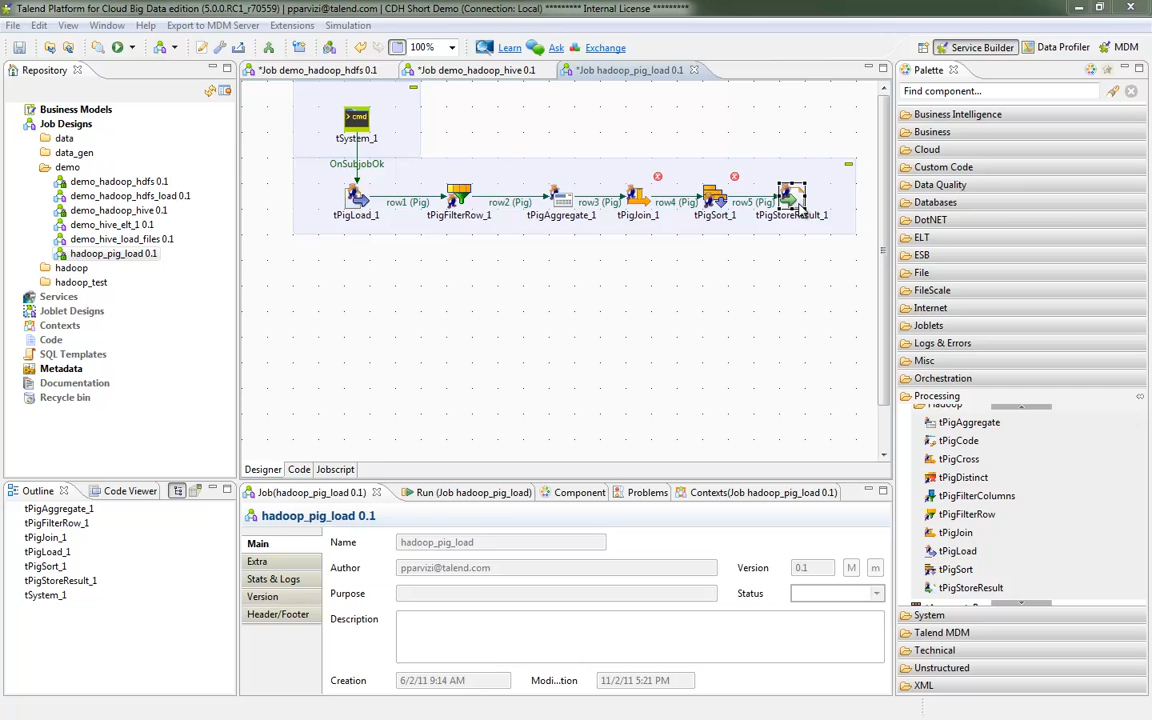 Talend Platform for Cloud Big Data edition (5.0.0.RC1_r70559) | pparvizi@talend.com | CDH Short Demo (Connection: Local) ********* Internal License *********
File Edit View Window Help Export to MDM Server Extensions Simulation
100% Learn Ask Exchange Service Builder Data Profiler MDM
Repository
Business Models
Job Designs
data
data_gen
demo
demo_hadoop_hdfs 0.1
demo_hadoop_hdfs_load 0.1
demo_hadoop_hive 0.1
demo_hive_elt_1 0.1
demo_hive_load_files 0.1
hadoop_pig_load 0.1
hadoop
hadoop_test
Services
Joblet Designs
Contexts
Code
SQL Templates
Metadata
Documentation
Recycle bin
*Job demo_hadoop_hdfs 0.1 *Job demo_hadoop_hive 0.1 *Job hadoop_pig_load 0.1
> cmd
tSystem_1
OnSubjobOk
row1 (Pig) row2 (Pig) row3 (Pig) row4 (Pig) row5 (Pig)
tPigLoad_1 tPigFilterRow_1 tPigAggregate_1 tPigJoin_1 tPigSort_1 tPigStoreResult_1
Designer Code Jobscript
Palette
Find component...
Business Intelligence
Business
Cloud
Custom Code
Data Quality
Databases
DotNET
ELT
ESB
File
FileScale
Internet
Joblets
Logs & Errors
Misc
Orchestration
Processing
Hadoop
tPigAggregate
tPigCode
tPigCross
tPigDistinct
tPigFilterColumns
tPigFilterRow
tPigJoin
tPigLoad
tPigSort
tPigStoreResult
System
Talend MDM
Technical
Unstructured
XML
Outline Code Viewer
tPigAggregate_1
tPigFilterRow_1
tPigJoin_1
tPigLoad_1
tPigSort_1
tPigStoreResult_1
tSystem_1
Job(hadoop_pig_load 0.1) Run (Job hadoop_pig_load) Component Problems Contexts(Job hadoop_pig_load 0.1)
hadoop_pig_load 0.1
Main
Extra
Stats & Logs
Version
Header/Footer
Name hadoop_pig_load
Author pparvizi@talend.com Version 0.1 M m
Purpose Status
Description
Creation 6/2/11 9:14 AM Modi...tion 11/2/11 5:21 PM